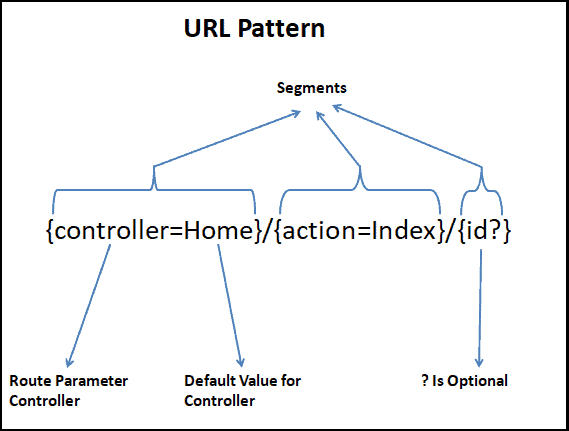 URL Pattern
Segments
{controller=Home}/{action=Index}/{id?}
Route Parameter
Controller
Default Value for
Controller
? Is Optional